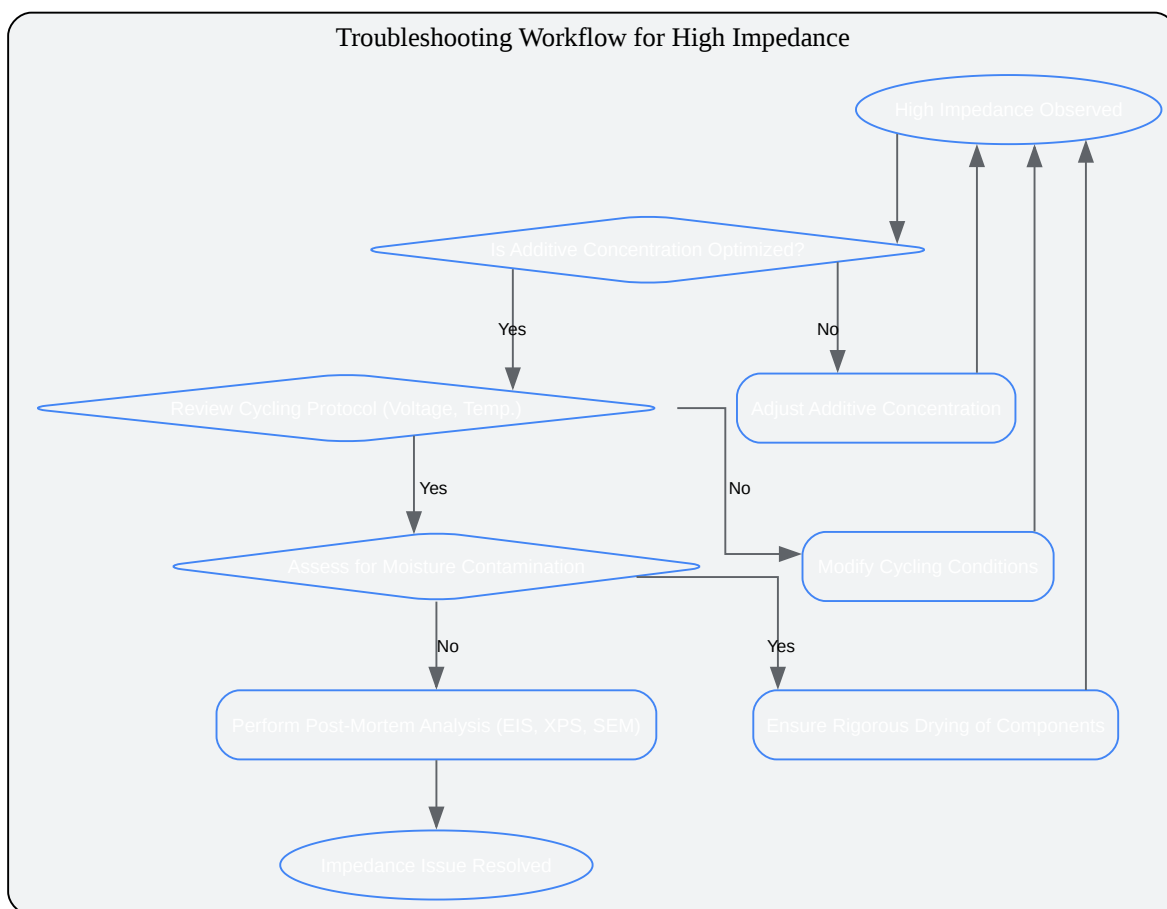 Troubleshooting Workflow for High Impedance
High Impedance Observed
Is Additive Concentration Optimized?
Yes
No
Review Cycling Protocol (Voltage, Temp.)
Adjust Additive Concentration
Yes
No
Assess for Moisture Contamination
Modify Cycling Conditions
No
Yes
Perform Post-Mortem Analysis (EIS, XPS, SEM)
Ensure Rigorous Drying of Components
Impedance Issue Resolved